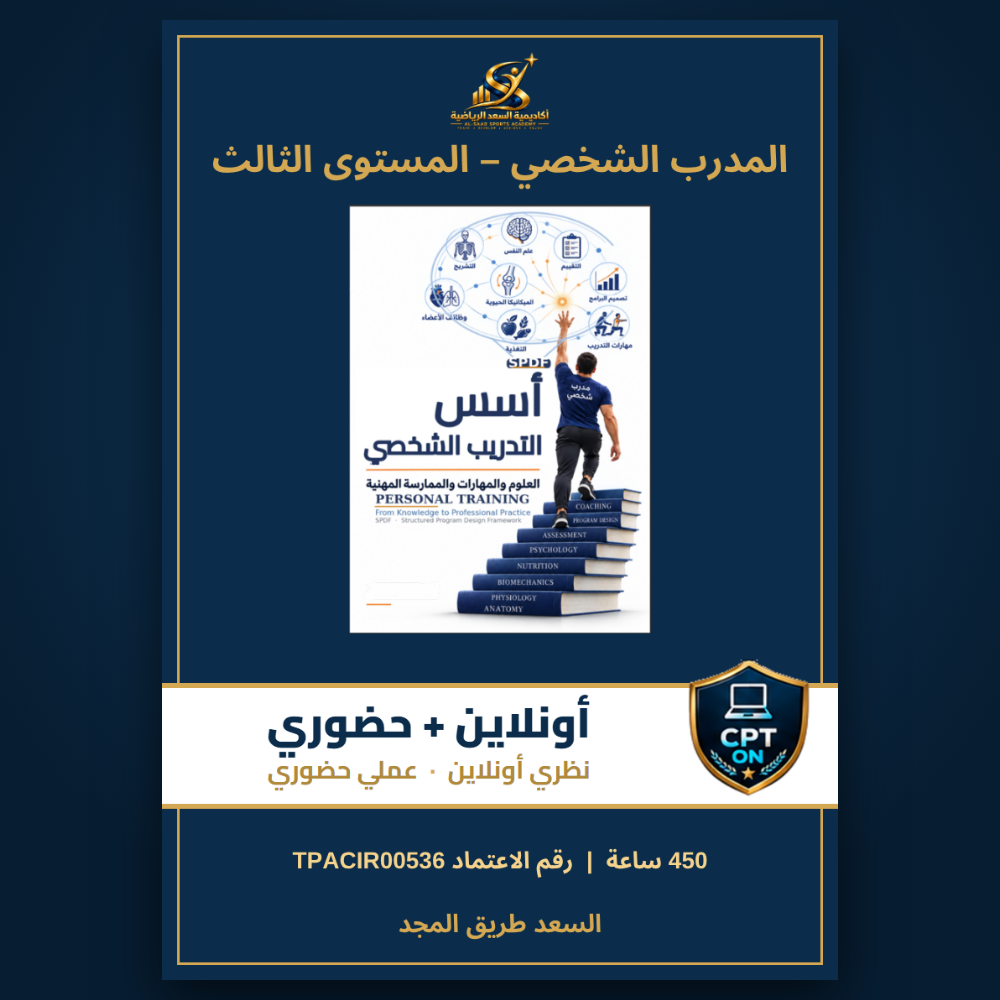 أكاديمية السعد الرياضية
AL-SAAD SPORTS ACADEMY
المدرب الشخصي – المستوى الثالث
علم النفس
التشريح
التقييم
الميكانيكا الحيوية
تصميم البرامج
وظائف الأعضاء
التغذية
مهارات التدريب
SPDF
مدرب
شخصي
أسس
التدريب الشخصي
العلوم والمهارات والممارسة المهنية
PERSONAL TRAINING
From Knowledge to Professional Practice
SPDF · Structured Program Design Framework
COACHING
PROGRAM DESIGN
ASSESSMENT
PSYCHOLOGY
NUTRITION
BIOMECHANICS
PHYSIOLOGY
ANATOMY
أونلاين + حضوري
نظري أونلاين · عملي حضوري
CPT
ON
450 ساعة | رقم الاعتماد TPACIR00536
السعد طريق المجد